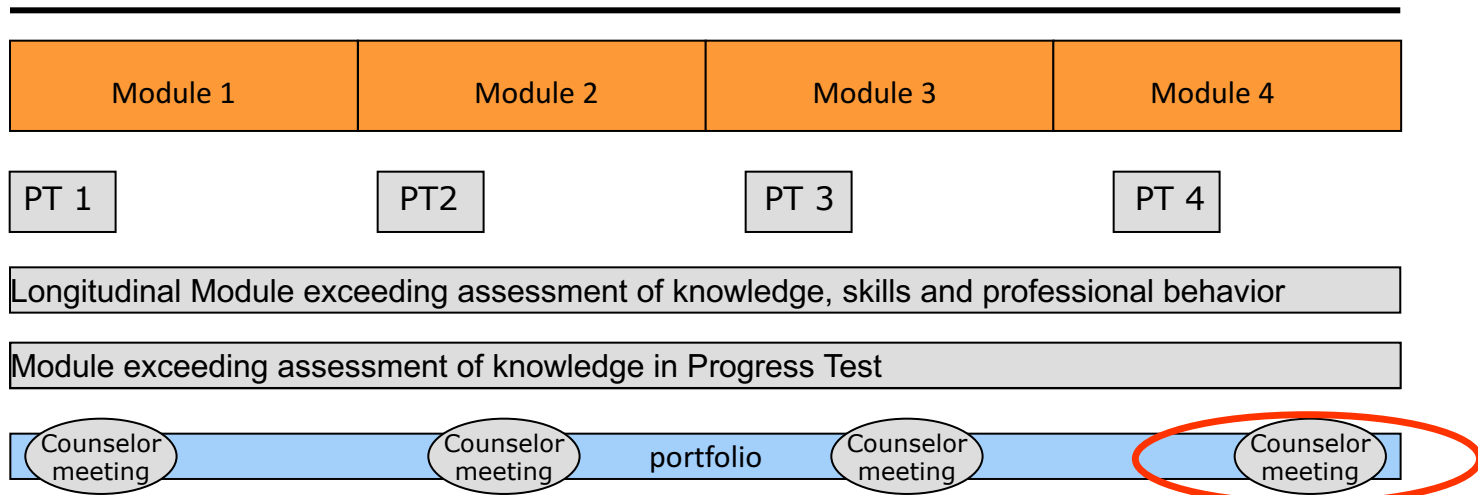 Module 1
Module 2
Module 3
Module 4
PT 1
PT2
PT 3
PT 4
Longitudinal Module exceeding assessment of knowledge, skills and professional behavior
Module exceeding assessment of knowledge in Progress Test
Counselor
meeting
Counselor
meeting
portfolio
Counselor
meeting
Counselor
meeting